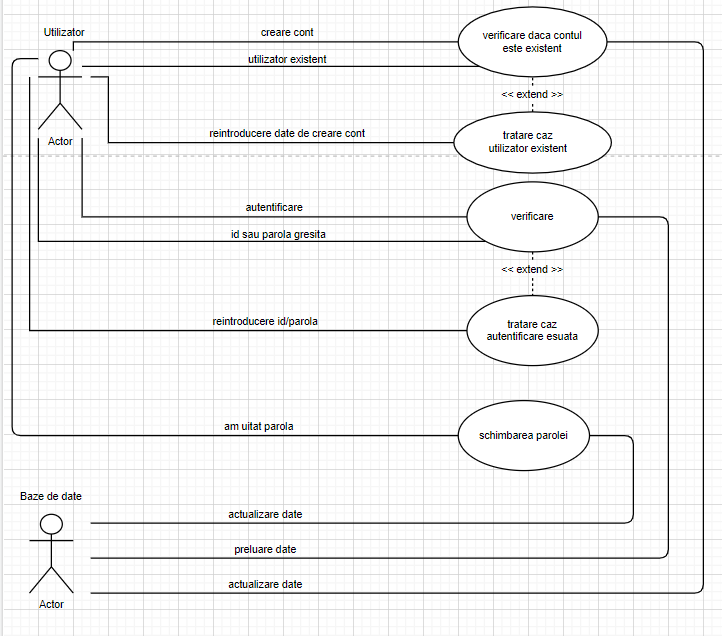 Utilizator
creare cont
verificare daca contul
este existent
utilizator existent
<< extend >>
reintroducere date de creare cont
tratare caz
utilizator existent
Actor
autentificare
verificare
id sau parola gresita
<< extend >>
reintroducere id/parola
tratare caz
autentificare esuata
am uitat parola
schimbarea parolei
Baze de date
actualizare date
preluare date
actualizare date
Actor